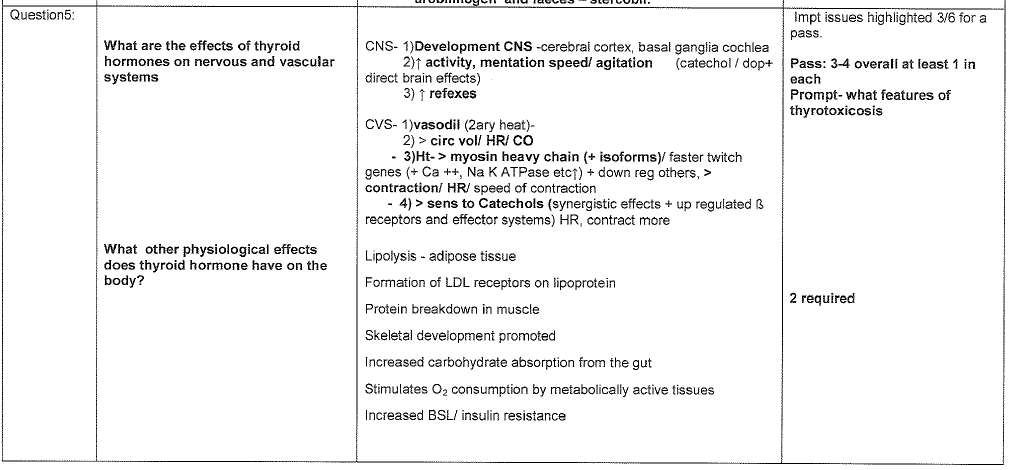 urobilinogen and faeces – stercobil.
Question5:
What are the effects of thyroid
hormones on nervous and vascular
systems
CNS- 1)Development CNS -cerebral cortex, basal ganglia cochlea
2)↑ activity, mentation speed/ agitation (catechol / dop+
direct brain effects)
3) ↑ refexes
CVS- 1)vasodil (2ary heat)-
2) > circ vol/ HR/ CO
- 3)Ht- > myosin heavy chain (+ isoforms)/ faster twitch
genes (+ Ca ++, Na K ATPase etc↑) + down reg others, >
contraction/ HR/ speed of contraction
- 4) > sens to Catechols (synergistic effects + up regulated ß
receptors and effector systems) HR, contract more
Impt issues highlighted 3/6 for a
pass.
Pass: 3-4 overall at least 1 in
each
Prompt- what features of
thyrotoxicosis
What other physiological effects
does thyroid hormone have on the
body?
Lipolysis - adipose tissue
Formation of LDL receptors on lipoprotein
Protein breakdown in muscle
Skeletal development promoted
Increased carbohydrate absorption from the gut
Stimulates O₂ consumption by metabolically active tissues
Increased BSL/ insulin resistance
2 required